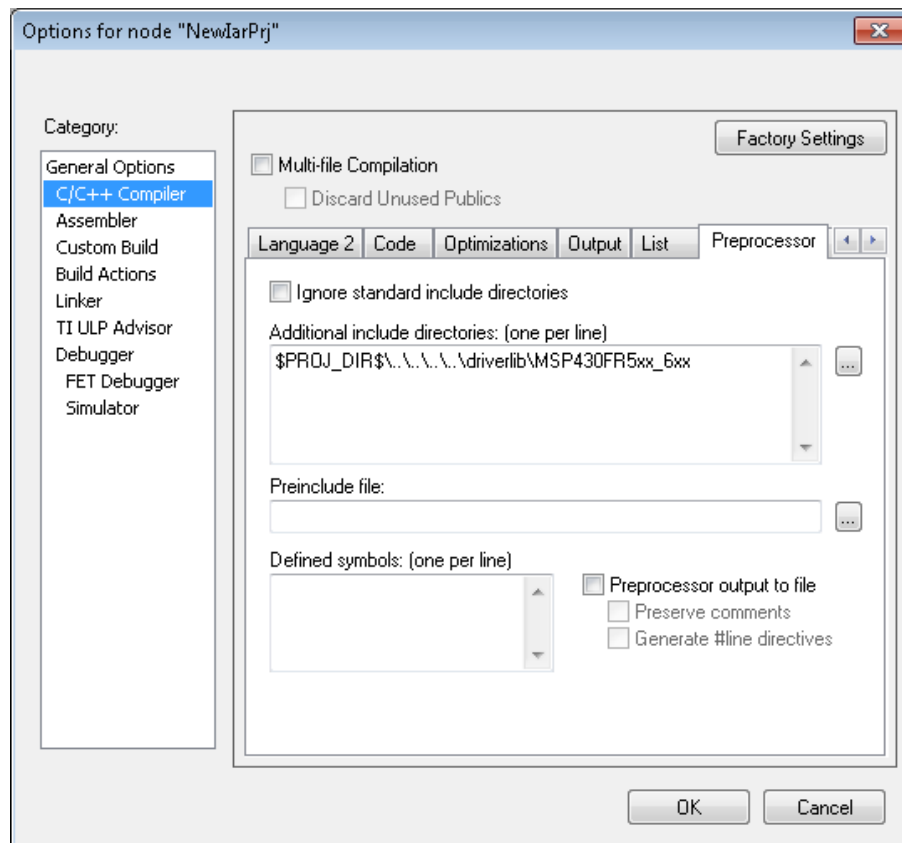 Options for node "NewIarPrj"
Category:
Factory Settings
General Options
C/C++ Compiler
Assembler
Custom Build
Build Actions
Linker
TI ULP Advisor
Debugger
FET Debugger
Simulator
Multi-file Compilation
Discard Unused Publics
Language 2 Code Optimizations Output List Preprocessor
Ignore standard include directories
Additional include directories: (one per line)
$PROJ_DIR$\..\..\..\..\driverlib\MSP430FR5xx_6xx
...
Preinclude file:
...
Defined symbols: (one per line)
Preprocessor output to file
Preserve comments
Generate #line directives
OK Cancel